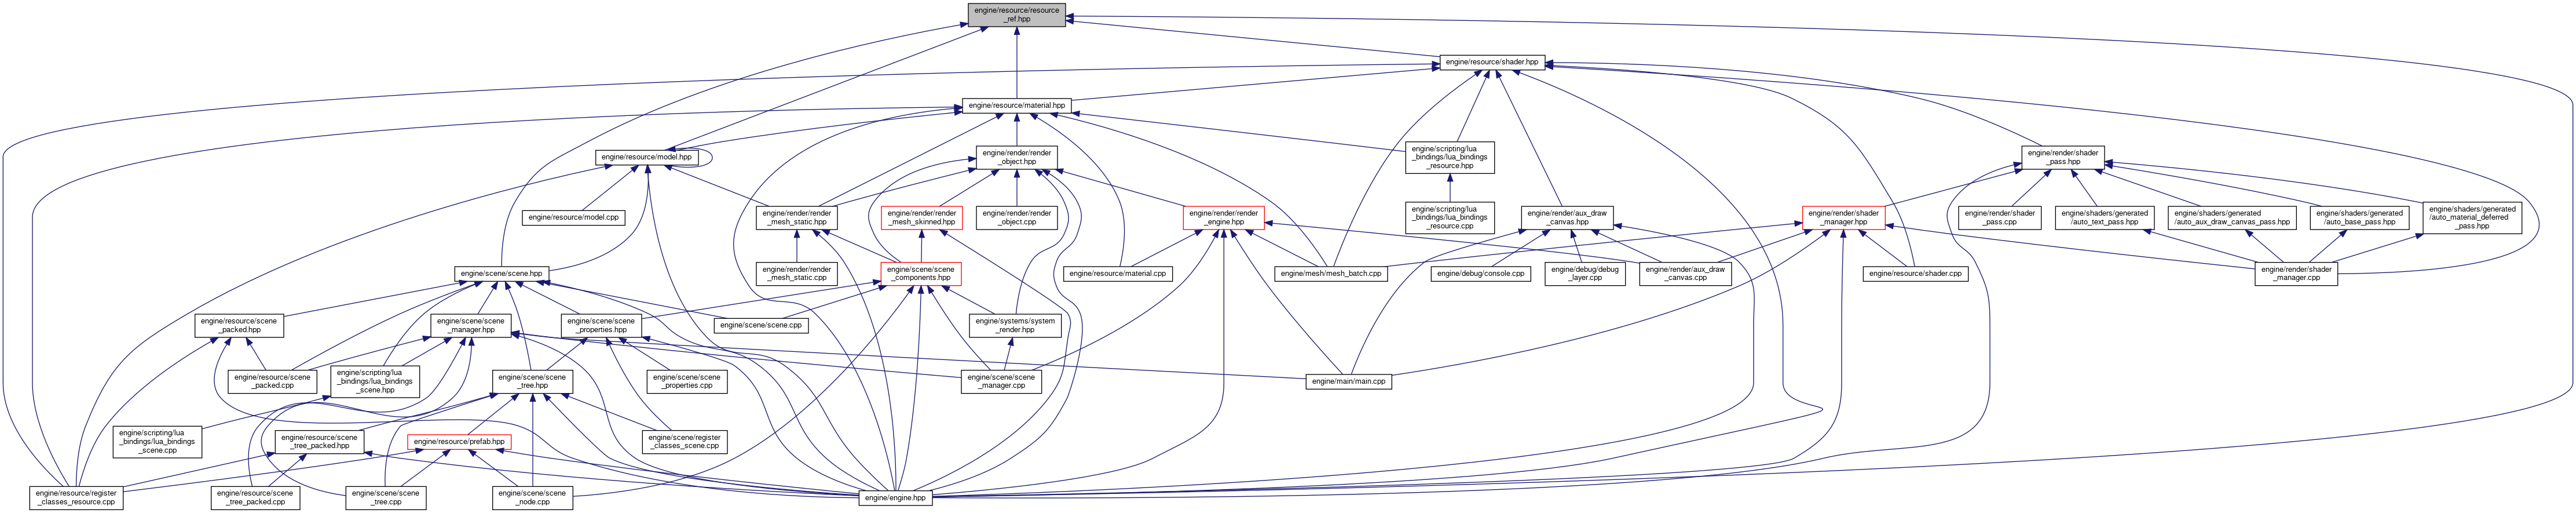 engine/resource/resource
_ref.hpp
engine/resource/shader.hpp
engine/resource/material.hpp
engine/resource/model.hpp
engine/render/render
_object.hpp
engine/scripting/lua
_bindings/lua_bindings
_resource.hpp
engine/render/shader
_pass.hpp
engine/resource/model.cpp
engine/render/render
_mesh_static.hpp
engine/render/render
_mesh_skinned.hpp
engine/render/render
_object.cpp
engine/render/render
_engine.hpp
engine/scripting/lua
_bindings/lua_bindings
_resource.cpp
engine/render/aux_draw
_canvas.hpp
engine/render/shader
_manager.hpp
engine/render/shader
_pass.cpp
engine/shaders/generated
/auto_text_pass.hpp
engine/shaders/generated
/auto_aux_draw_canvas_pass.hpp
engine/shaders/generated
/auto_base_pass.hpp
engine/shaders/generated
/auto_material_deferred
_pass.hpp
engine/scene/scene.hpp
engine/render/render
_mesh_static.cpp
engine/scene/scene
_components.hpp
engine/resource/material.cpp
engine/mesh/mesh_batch.cpp
engine/debug/console.cpp
engine/debug/debug
_layer.cpp
engine/render/aux_draw
_canvas.cpp
engine/resource/shader.cpp
engine/render/shader
_manager.cpp
engine/resource/scene
_packed.hpp
engine/scene/scene
_manager.hpp
engine/scene/scene
_properties.hpp
engine/scene/scene.cpp
engine/systems/system
_render.hpp
engine/resource/scene
_packed.cpp
engine/scripting/lua
_bindings/lua_bindings
_scene.hpp
engine/scene/scene
_tree.hpp
engine/scene/scene
_properties.cpp
engine/scene/scene
_manager.cpp
engine/main/main.cpp
engine/scripting/lua
_bindings/lua_bindings
_scene.cpp
engine/resource/scene
_tree_packed.hpp
engine/resource/prefab.hpp
engine/scene/register
_classes_scene.cpp
engine/resource/register
_classes_resource.cpp
engine/resource/scene
_tree_packed.cpp
engine/scene/scene
_tree.cpp
engine/scene/scene
_node.cpp
engine/engine.hpp